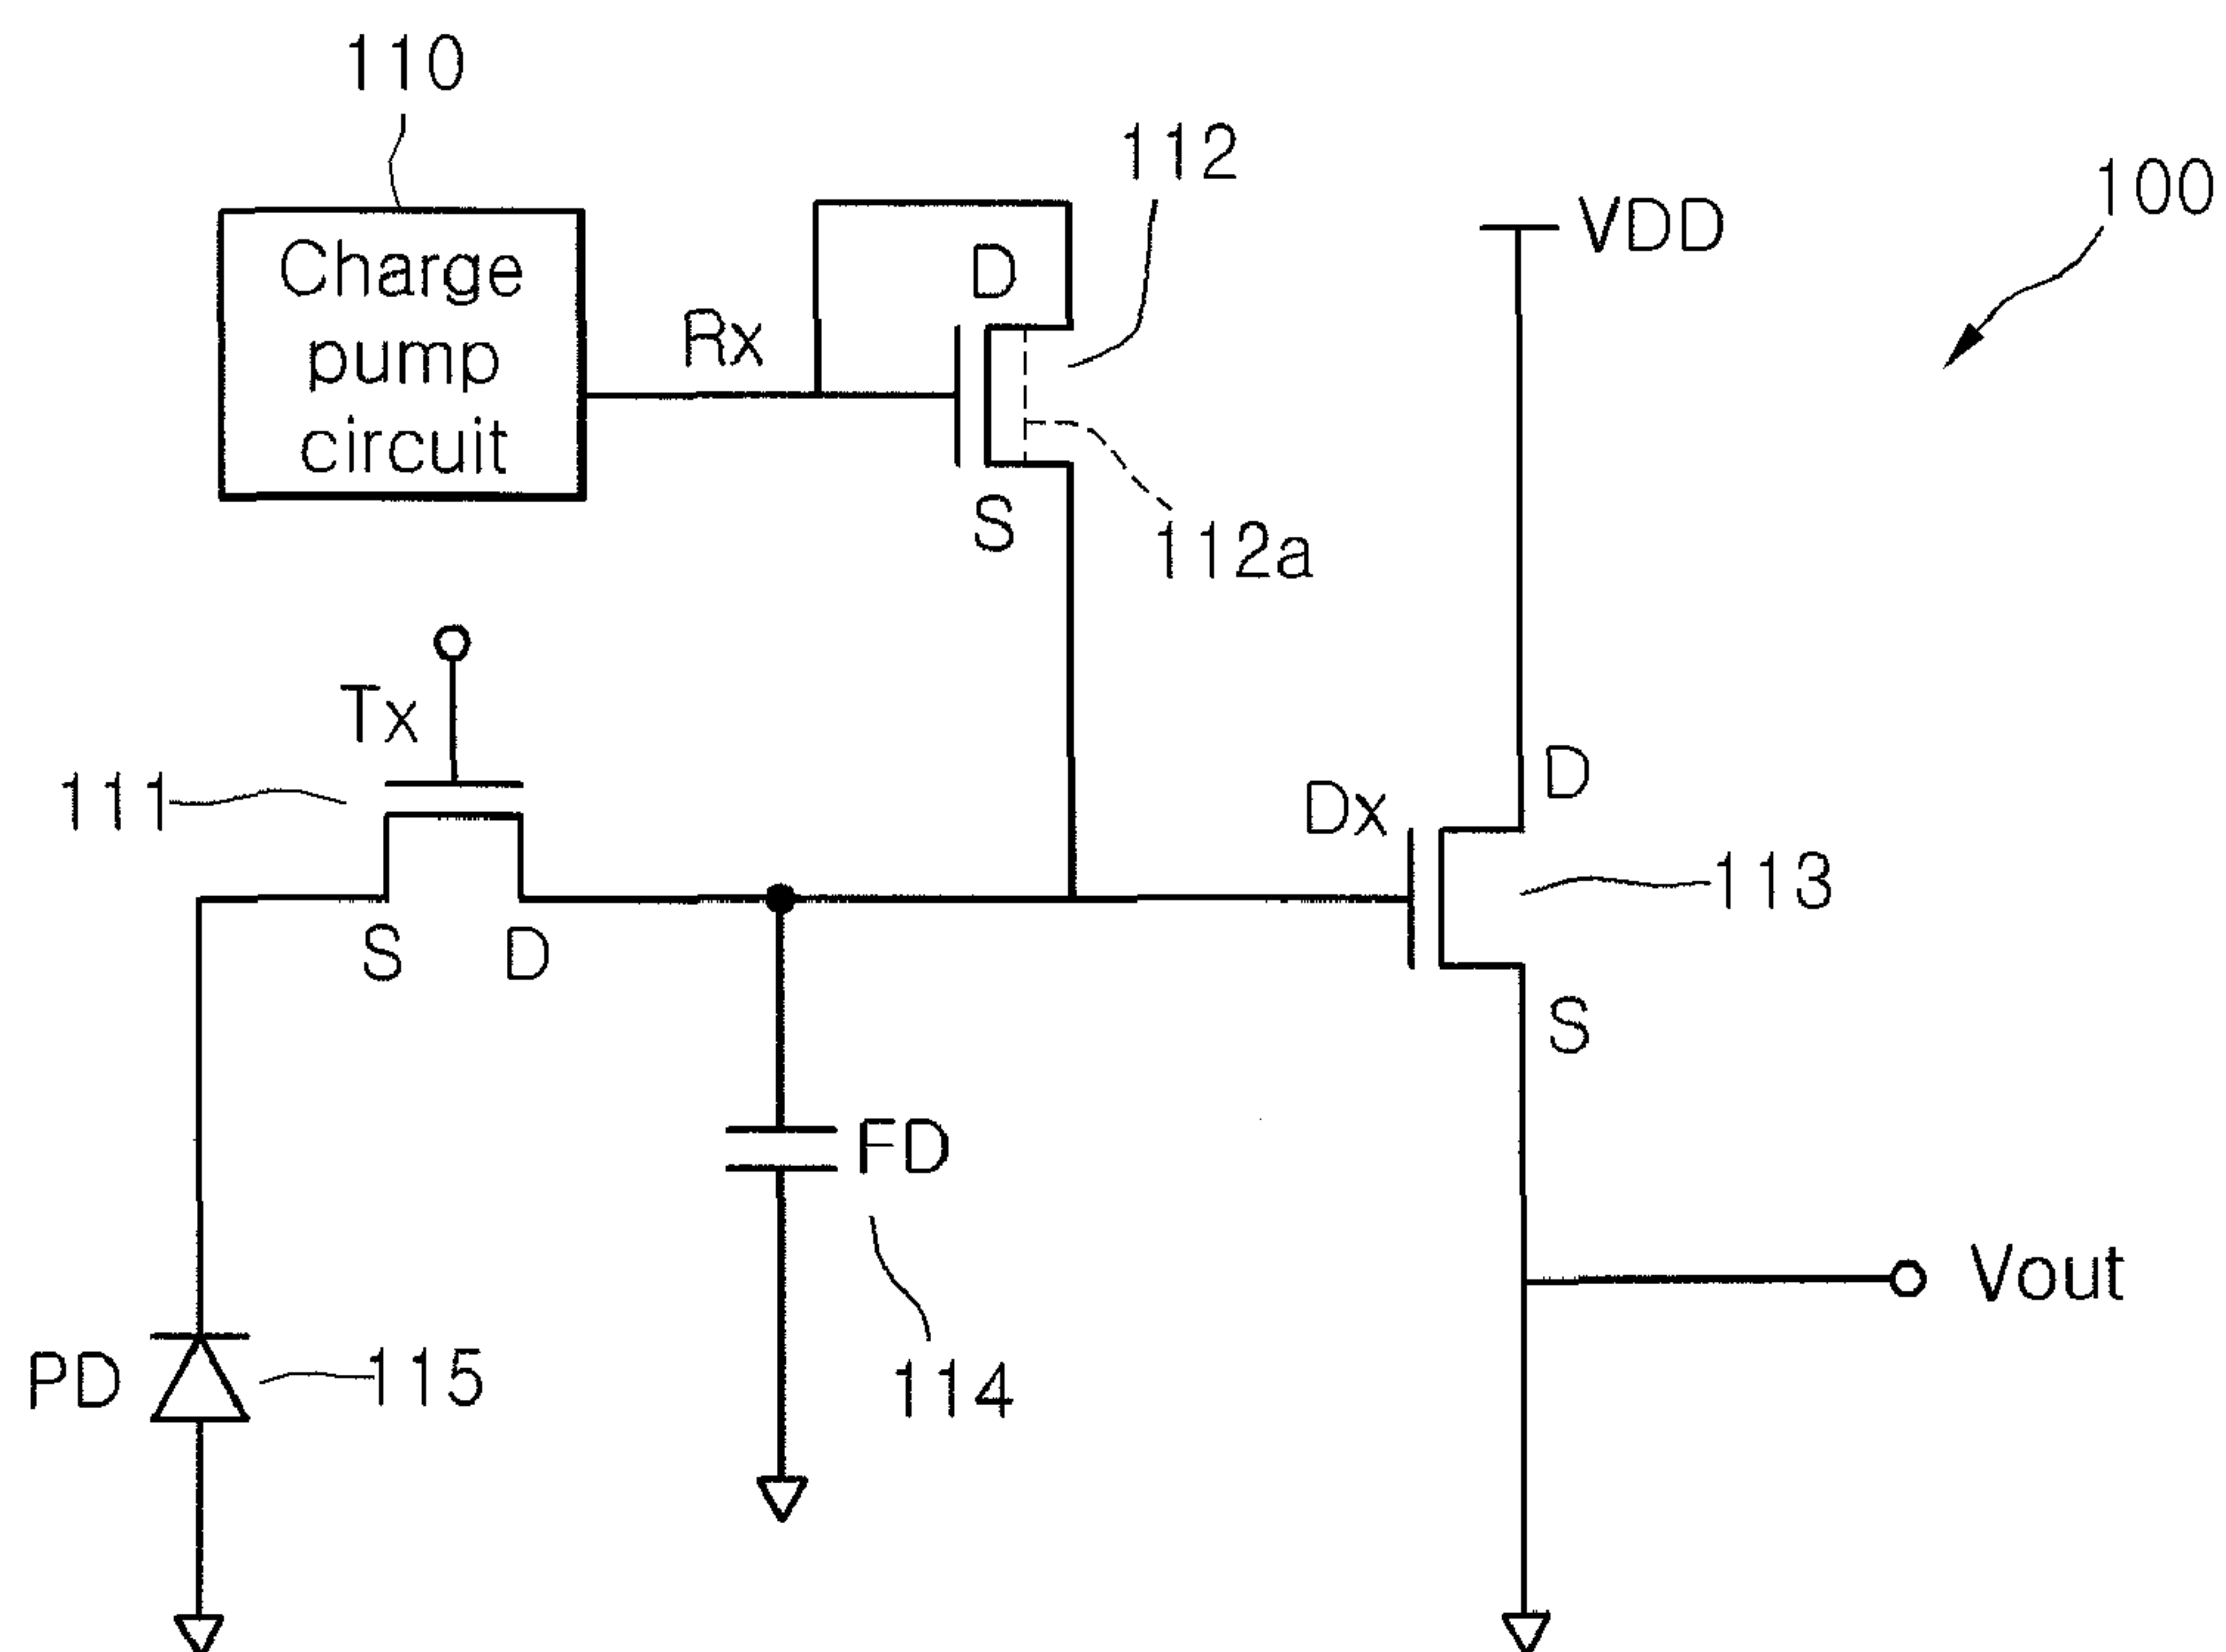 110
112
100
VDD
Charge
pump
circuit
D
Rx
S
112a
Tx
111
Dx
D
113
S
D
S
FD
Vout
PD
115
114